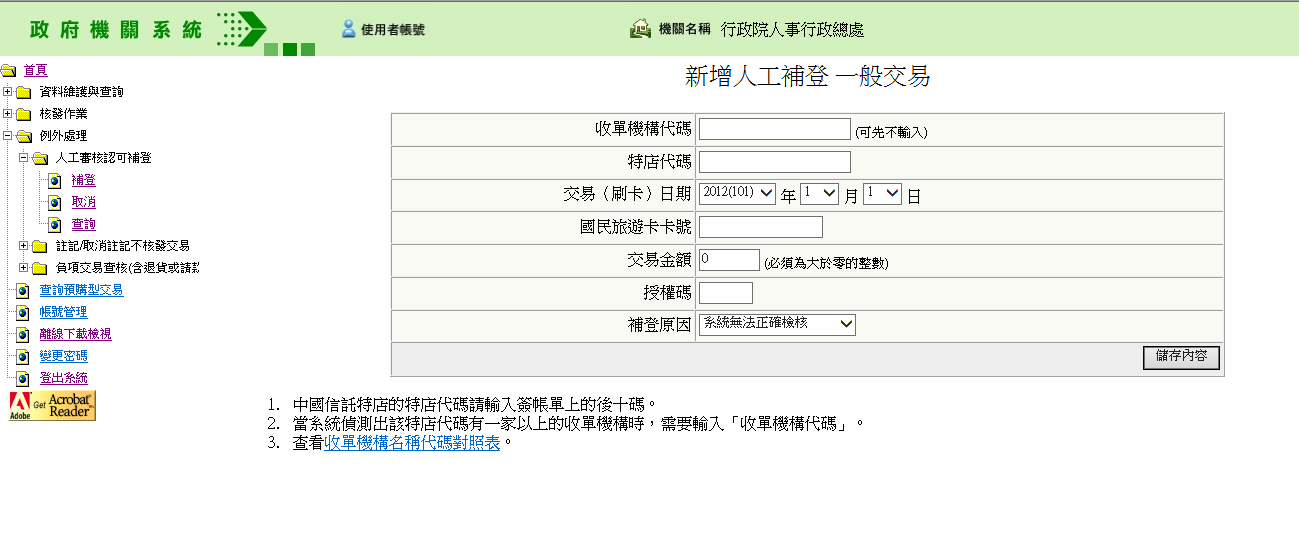 政府機關系統 使用者帳號 機關名稱 行政院人事行政總處
首頁
資料維護與查詢
核發作業
例外處理
人工審核認可補登
補登
取消
查詢
註記/取消註記不核發交易
負項交易查核(含退貨或請款
查詢預購型交易
帳號管理
離線下載檢視
變更密碼
登出系統
Adobe Get Acrobat Reader
新增人工補登 一般交易
收單機構代碼 (可先不輸入)
特店代碼
交易（刷卡）日期 2012(101) 年 1 月 1 日
國民旅遊卡卡號
交易金額 0 (必須為大於零的整數)
授權碼
補登原因 系統無法正確檢核
儲存內容
1. 中國信託特店的特店代碼請輸入簽帳單上的後十碼。
2. 當系統偵測出該特店代碼有一家以上的收單機構時，需要輸入「收單機構代碼」。
3. 查看收單機構名稱代碼對照表。